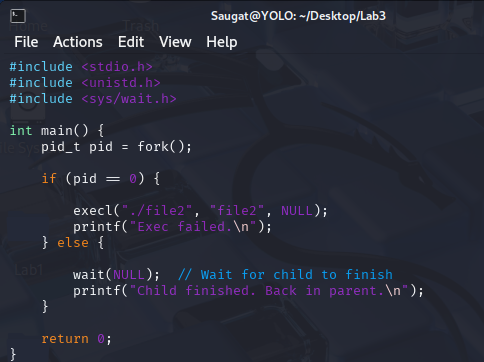 Saugat@YOLO: ~/Desktop/Lab3
File Actions Edit View Help
#include <stdio.h>
#include <unistd.h>
#include <sys/wait.h>

int main() {
    pid_t pid = fork();

    if (pid == 0) {

        execl("./file2", "file2", NULL);
        printf("Exec failed.\n");
    } else {

        wait(NULL);  // Wait for child to finish
        printf("Child finished. Back in parent.\n");
    }

    return 0;
}